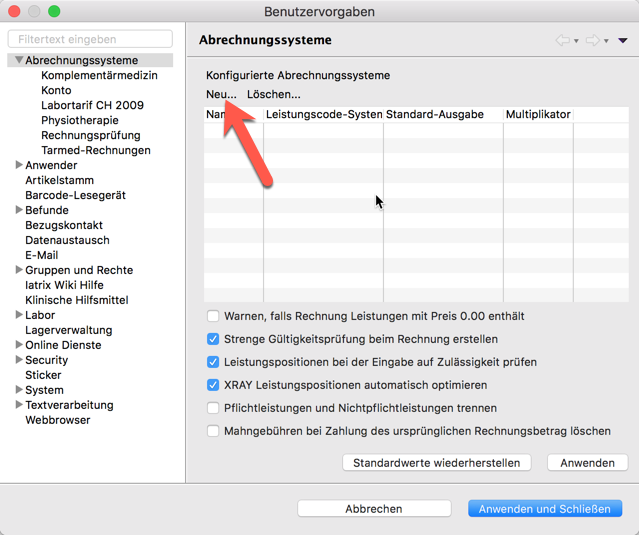 Benutzervorgaben
Filtertext eingeben
Abrechnungssysteme
Komplementärmedizin
Konto
Labortarif CH 2009
Physiotherapie
Rechnungsprüfung
Tarmed-Rechnungen
Anwender
Artikelstamm
Barcode-Lesegerät
Befunde
Bezugskontakt
Datenaustausch
E-Mail
Gruppen und Rechte
Iatrix Wiki Hilfe
Klinische Hilfsmittel
Labor
Lagerverwaltung
Online Dienste
Security
Sticker
System
Textverarbeitung
Webbrowser
Abrechnungssysteme
Konfigurierte Abrechnungssysteme
Neu... Löschen...
Leistungscode-System Standard-Ausgabe Multiplikator
Warnen, falls Rechnung Leistungen mit Preis 0.00 enthält
Strenge Gültigkeitsprüfung beim Rechnung erstellen
Leistungspositionen bei der Eingabe auf Zulässigkeit prüfen
XRAY Leistungspositionen automatisch optimieren
Pflichtleistungen und Nichtpflichtleistungen trennen
Mahngebühren bei Zahlung des ursprünglichen Rechnungsbetrag löschen
Standardwerte wiederherstellen Anwenden
Abbrechen Anwenden und Schließen